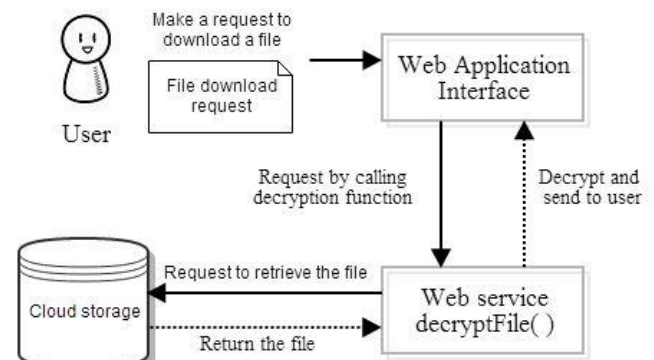 Make a request to
download a file
File download
request
User
Web Application
Interface
Request by calling
decryption function
Decrypt and
send to user
Request to retrieve the file
Cloud storage
Return the file
Web service
decryptFile( )